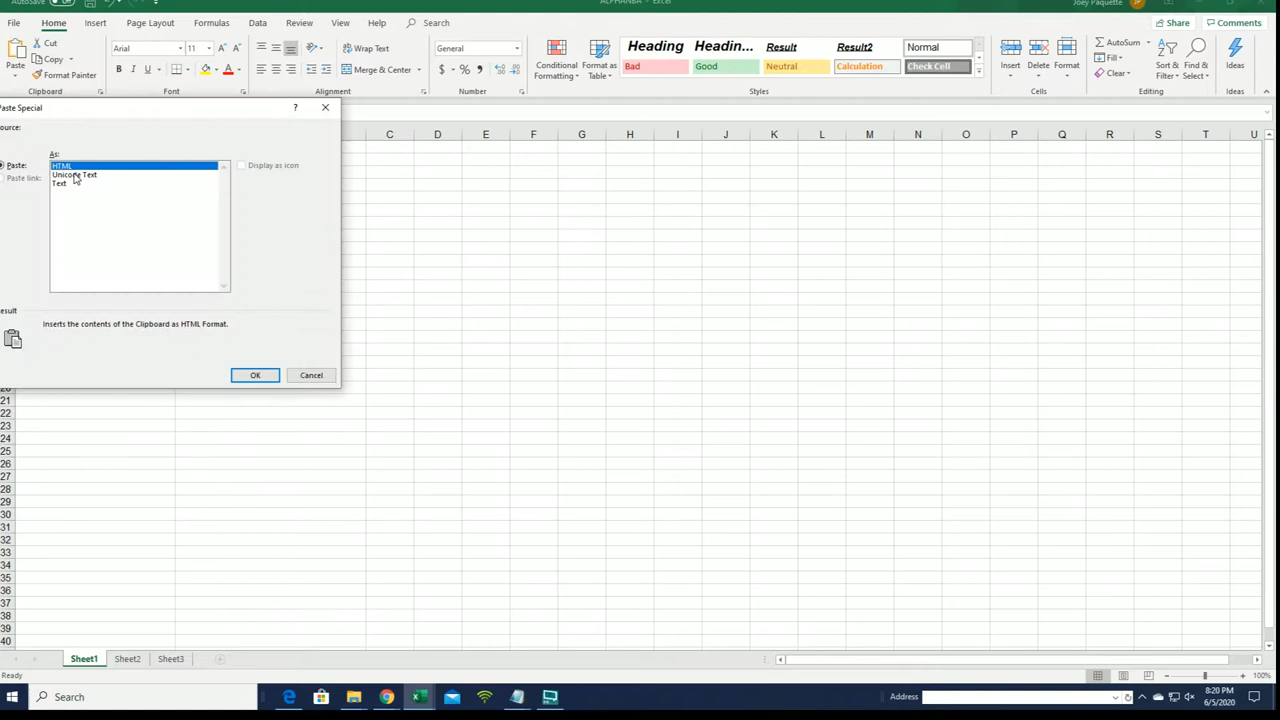 AutoSave
ALPHANBA - Excel
Joey Paquette
JP
File Home Insert Page Layout Formulas Data Review View Help Search
Share Comments
Paste
Cut
Copy
Format Painter
Arial 11
B I U
Wrap Text
Merge & Center
General
$ % ,
Conditional Formatting
Format as Table
Heading Headin... Result Result2 Normal
Bad Good Neutral Calculation Check Cell
Insert Delete Format
AutoSum
Fill
Clear
Sort & Filter
Find & Select
Ideas
Clipboard Font Alignment Number Styles Cells Editing Ideas
Paste Special ? ×
ource:
As:
Paste:
Paste link:
HTML
Unicode Text
Text
Display as icon
esult
Inserts the contents of the Clipboard as HTML Format.
OK Cancel
C D E F G H I J K L M N O P Q R S T U
21
22
23
24
25
26
27
28
29
30
31
32
33
34
35
36
37
38
39
40
Sheet1 Sheet2 Sheet3
Ready
100%
Search
Address
8:20 PM
6/5/2020